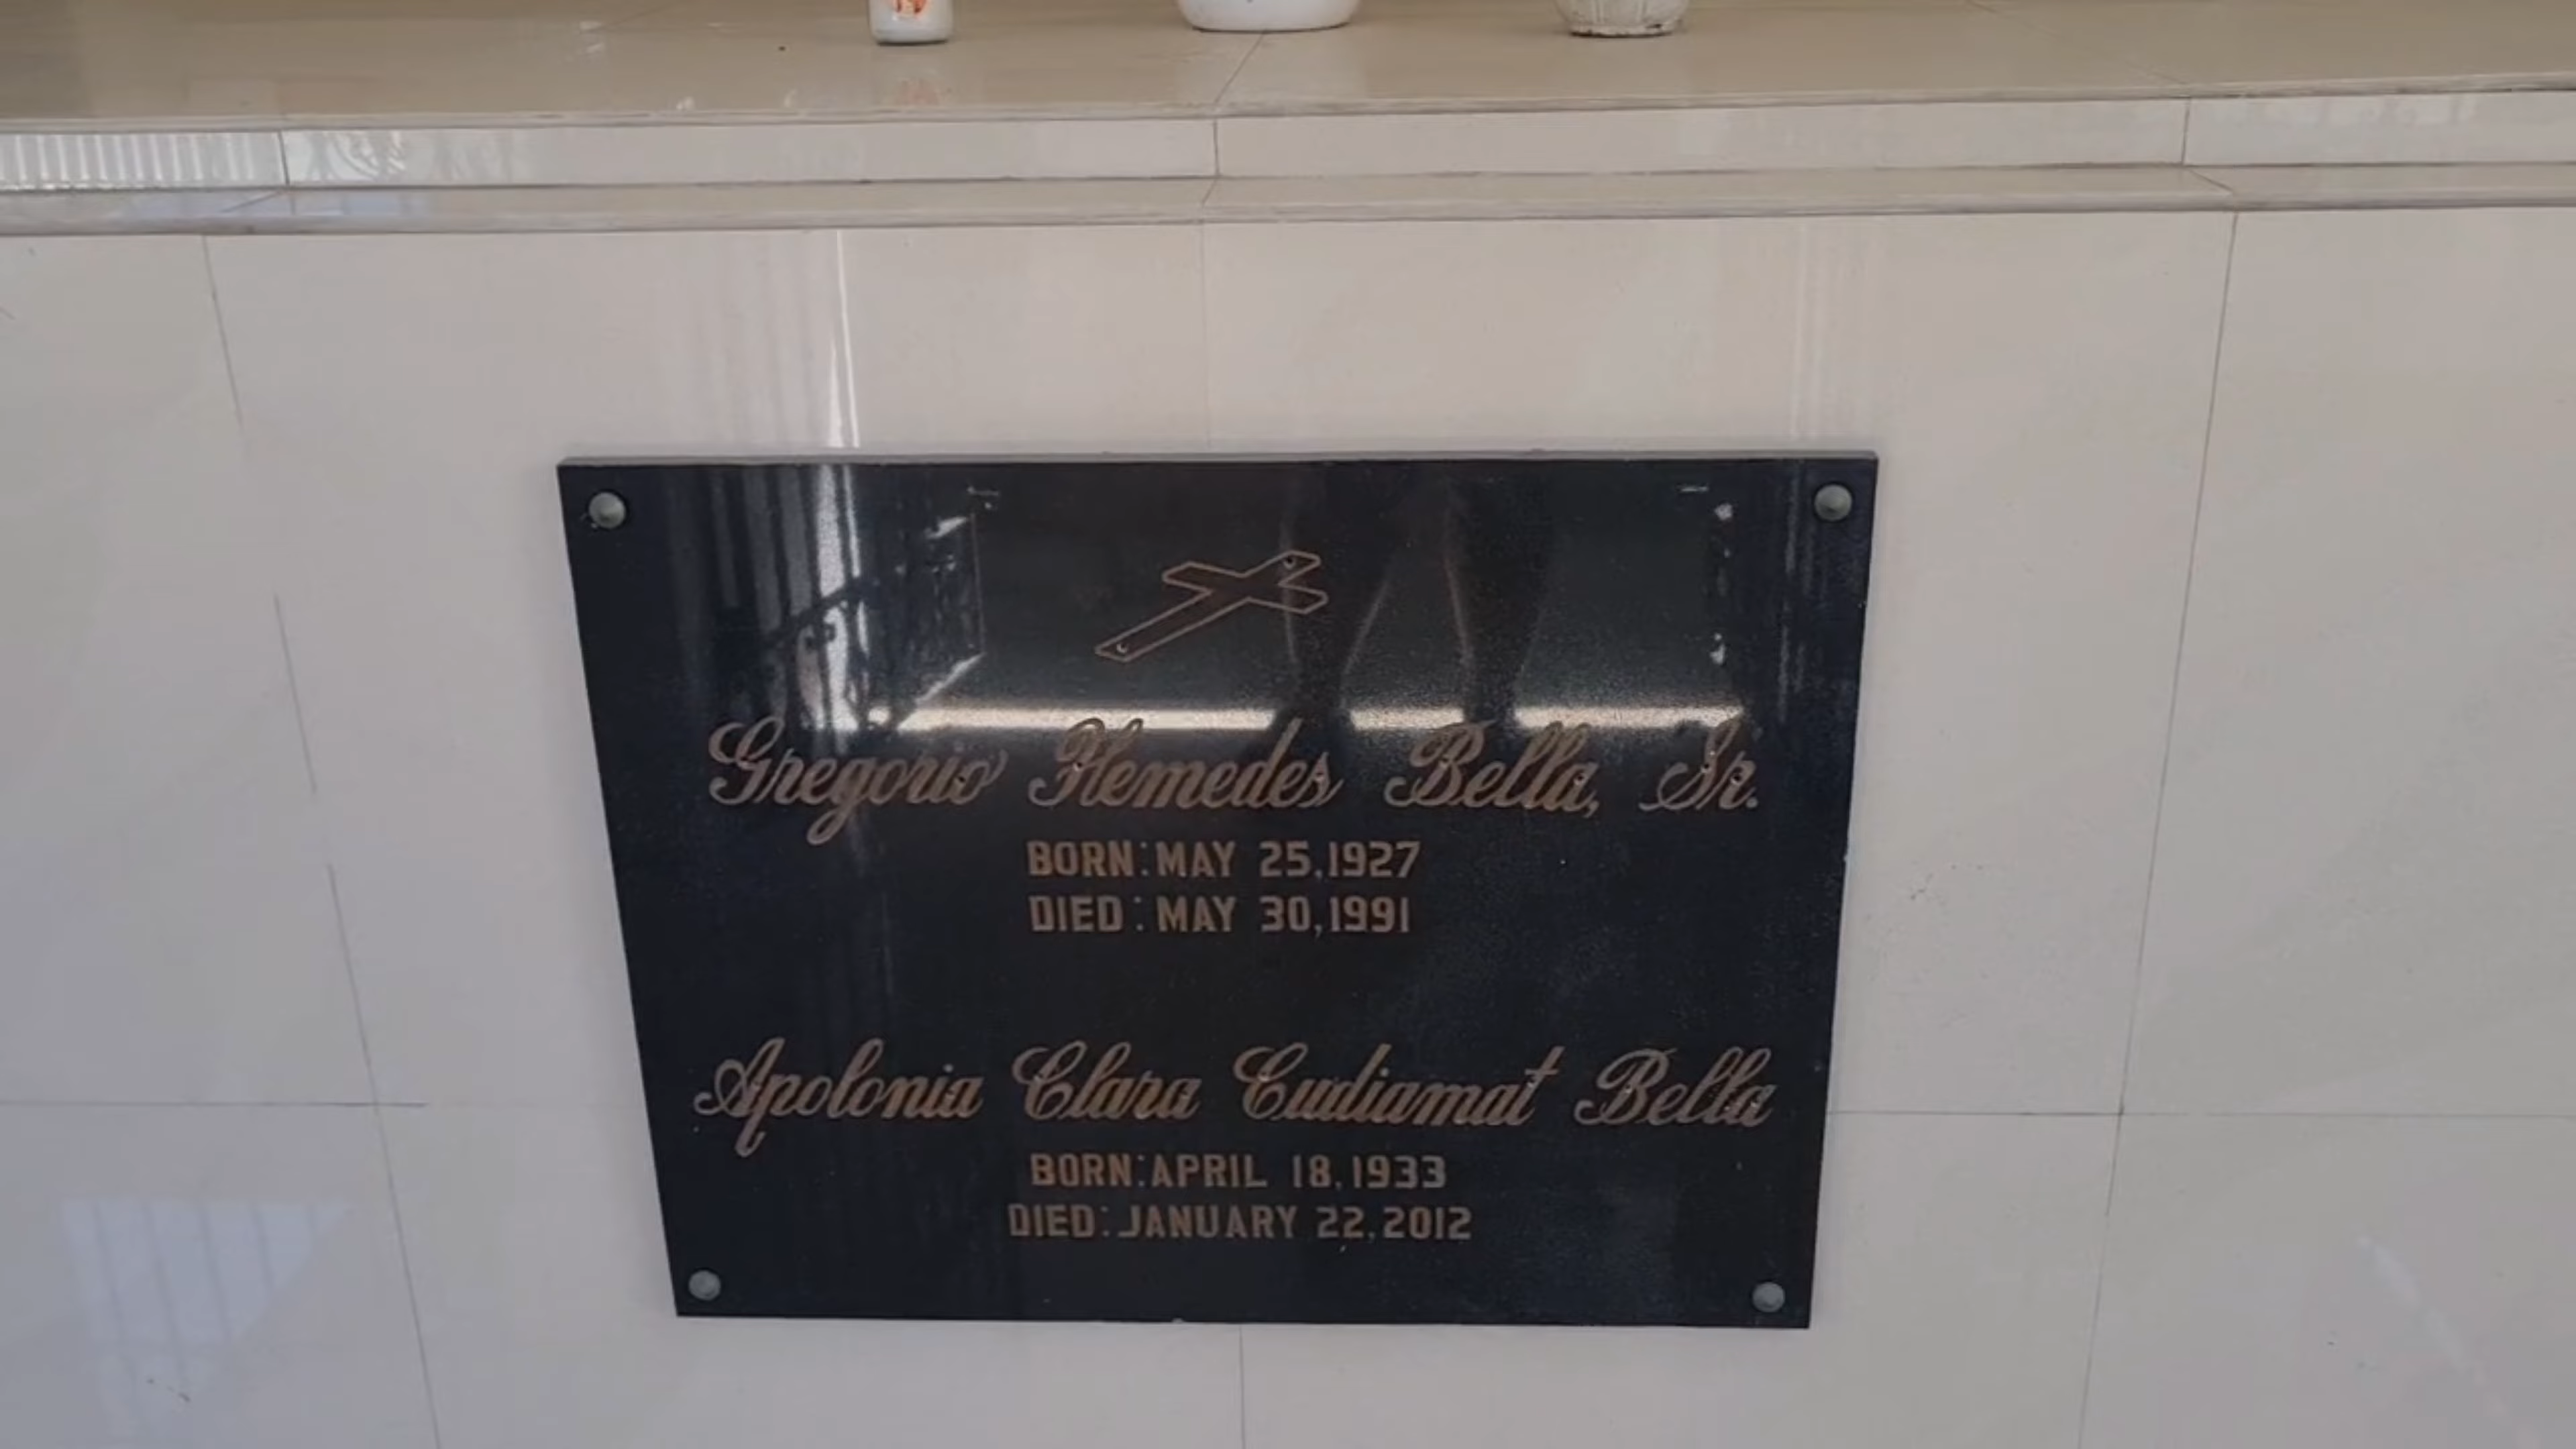 Gregorio Hemedes Bella, Sr.
BORN: MAY 25, 1927
DIED: MAY 30, 1991
Apolonia Clara Cudiamat Bella
BORN: APRIL 18, 1933
DIED: JANUARY 22, 2012